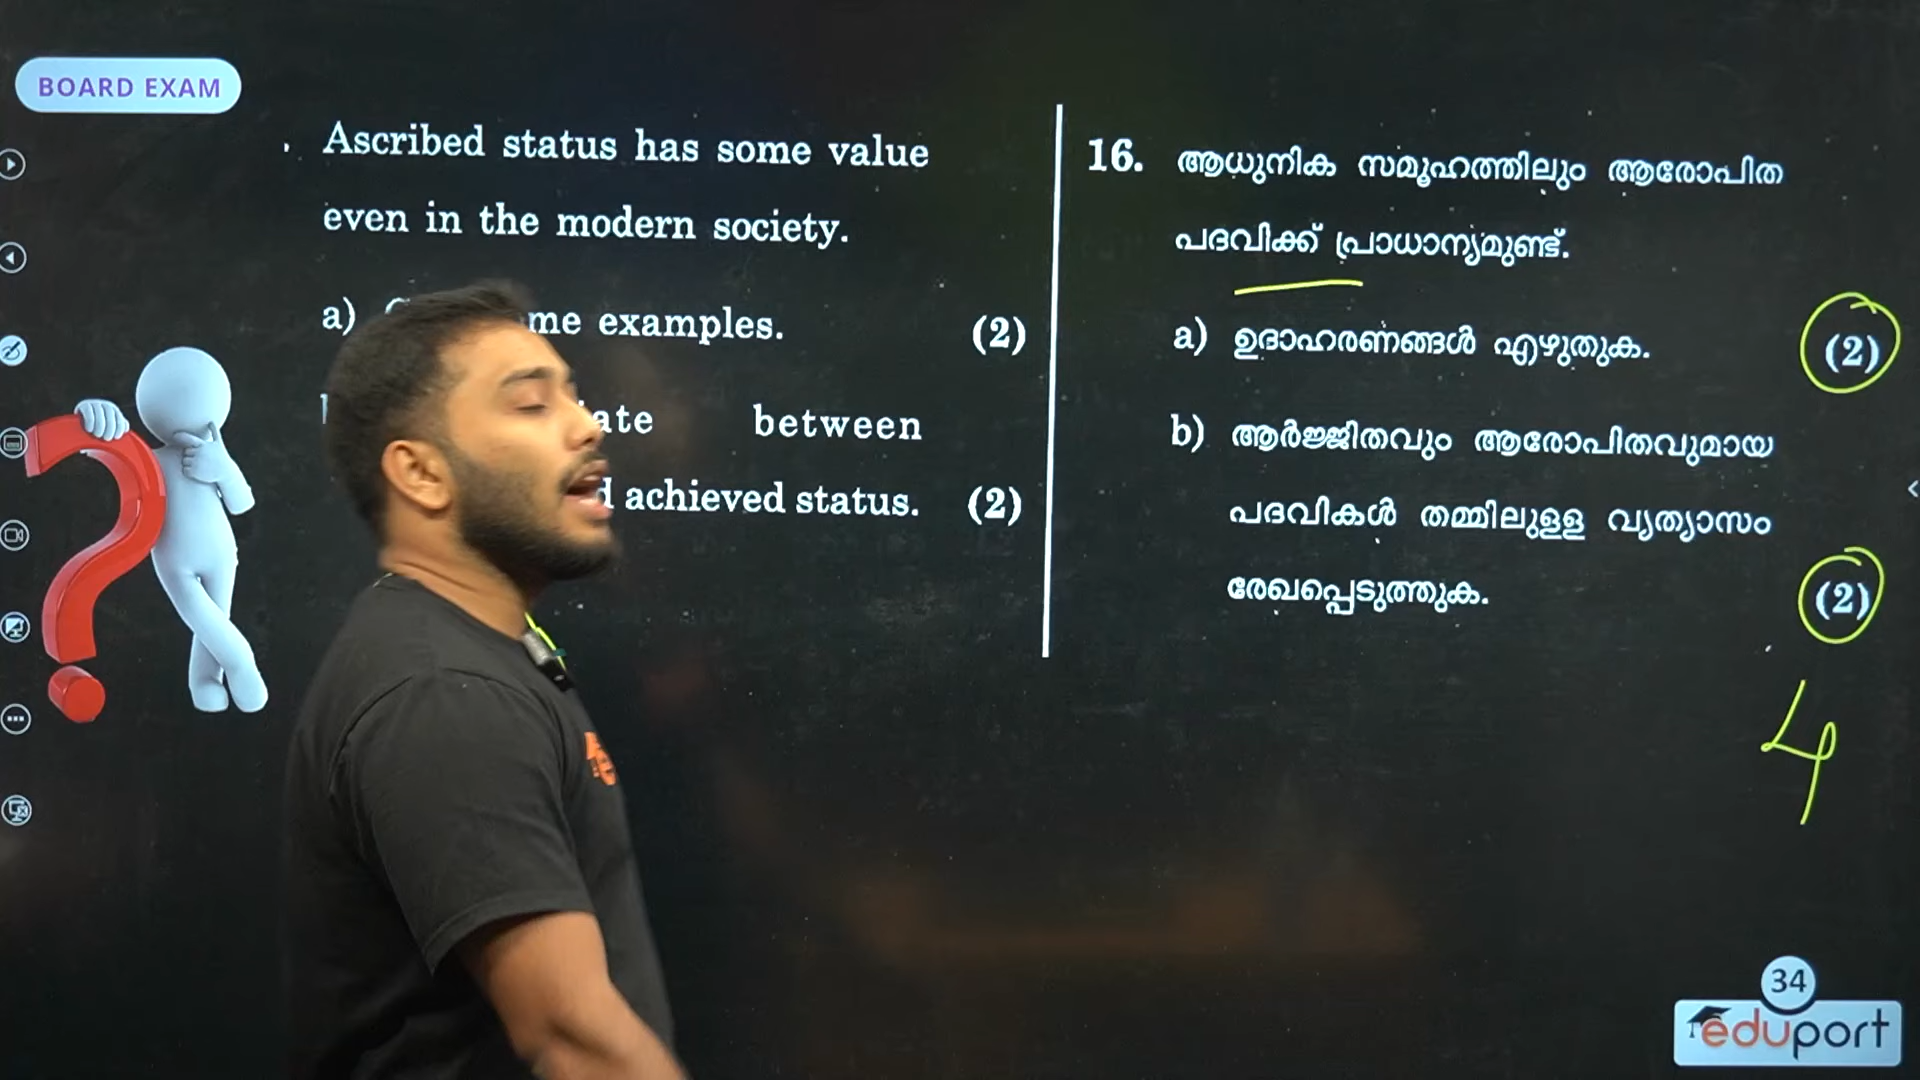 BOARD EXAM
Ascribed status has some value
even in the modern society.
a) me examples. (2)
ate between
d achieved status. (2)
16. ആധുനിക സമൂഹത്തിലും ആരോപിത
പദവിക്ക് പ്രാധാന്യമുണ്ട്.
a) ഉദാഹരണങ്ങൾ എഴുതുക. (2)
b) ആർജ്ജിതവും ആരോപിതവുമായ
പദവികൾ തമ്മിലുള്ള വ്യത്യാസം
രേഖപ്പെടുത്തുക. (2)
4
34
eduport